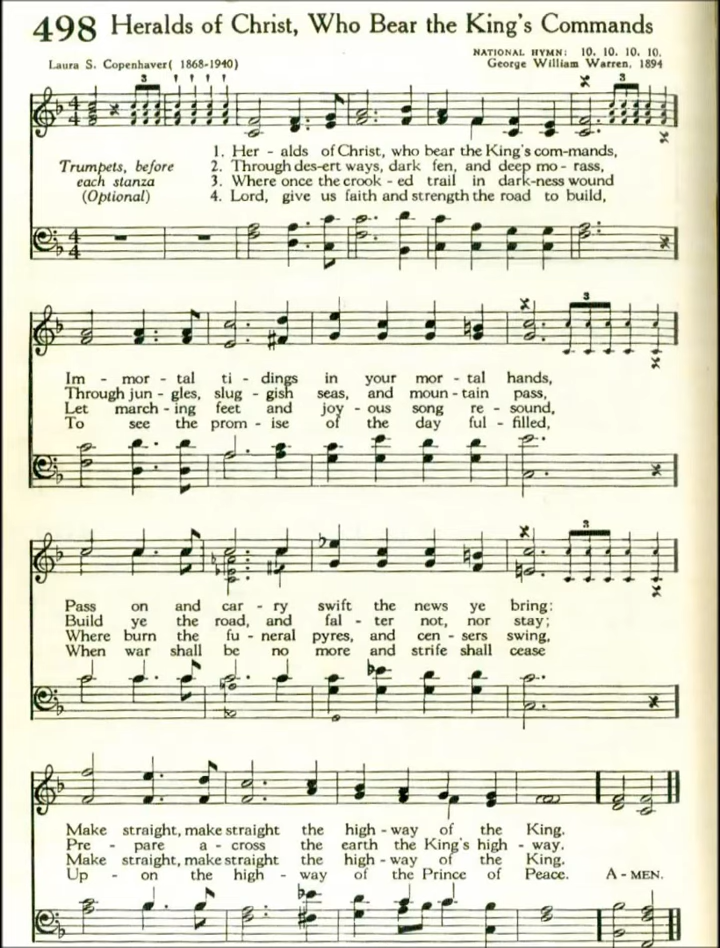 498 Heralds of Christ, Who Bear the King's Commands
NATIONAL HYMN: 10. 10. 10. 10.
Laura S. Copenhaver( 1868-1940)
George William Warren, 1894
3
3
Trumpets, before
each stanza
(Optional)
1. Her - alds of Christ, who bear the King's com-mands,
2. Through des-ert ways, dark fen, and deep mo - rass,
3. Where once the crook - ed trail in dark-ness wound
4. Lord, give us faith and strength the road to build,
3
Im - mor - tal ti - dings in your mor - tal hands,
Through jun - gles, slug - gish seas, and moun - tain pass,
Let march - ing feet and joy - ous song re - sound,
To see the prom - ise of the day ful - filled,
3
Pass on and car - ry swift the news ye bring:
Build ye the road, and fal - ter not, nor stay;
Where burn the fu - neral pyres, and cen - sers swing,
When war shall be no more and strife shall cease
Make straight, make straight the high - way of the King.
Pre - pare a - cross the earth the King's high - way.
Make straight, make straight the high - way of the King.
Up - on the high - way of the Prince of Peace. A - MEN.